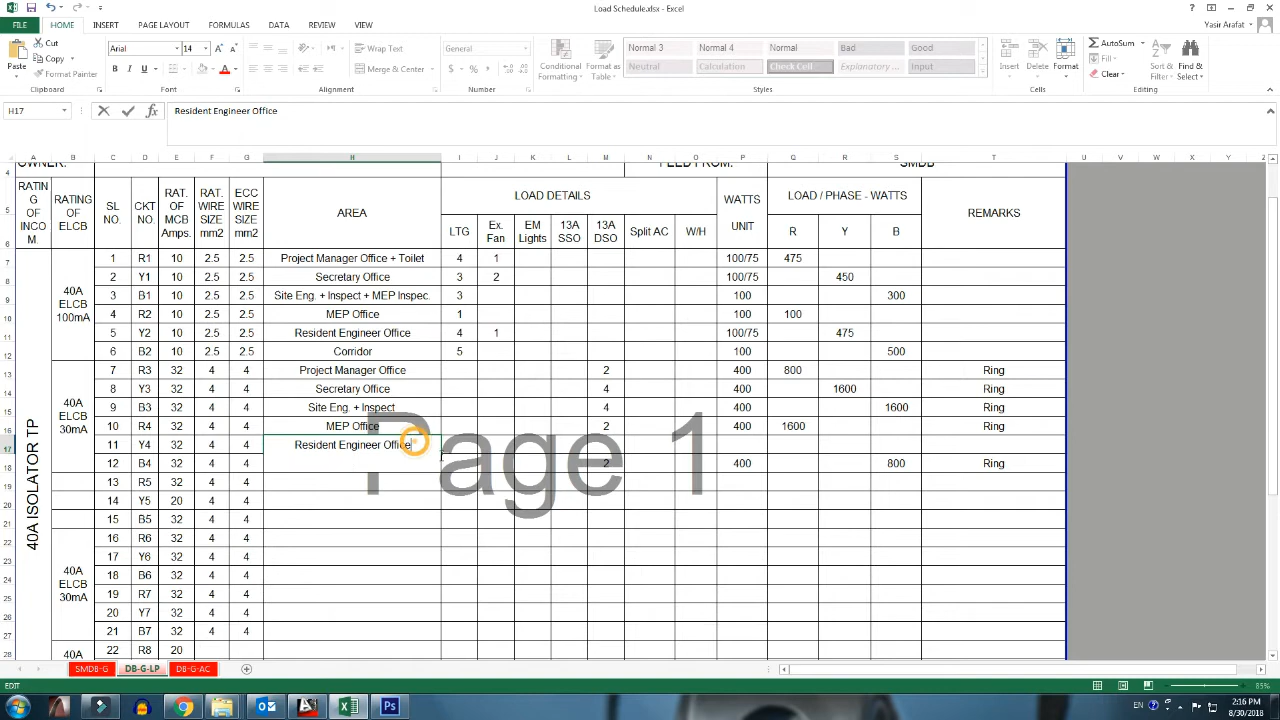 Load Schedule.xlsx - Excel
FILE HOME INSERT PAGE LAYOUT FORMULAS DATA REVIEW VIEW Yasir Arafat
Cut
Copy
Format Painter
Paste
Clipboard
Arial 14
B I U
Font
Wrap Text
Merge & Center
Alignment
General
Number
Conditional Formatting
Format as Table
Normal 3 Normal 4 Normal Bad Good
Neutral Calculation Check Cell Explanatory ... Input
Styles
Insert Delete Format
Cells
AutoSum
Fill
Clear
Sort & Filter
Find & Select
Editing
H17 Resident Engineer Office
A B C D E F G H I J K L M N O P Q R S T U V W X Y Z
4 OWNER: FEED FROM: SMDB
RATING OF INCOM. RATING OF ELCB SL NO. CKT NO. RAT. OF MCB Amps. RAT. WIRE SIZE mm2 ECC WIRE SIZE mm2 AREA LOAD DETAILS WATTS UNIT LOAD / PHASE - WATTS REMARKS
LTG Ex. Fan EM Lights 13A SSO 13A DSO Split AC W/H R Y B
40A ISOLATOR TP
40A ELCB 100mA
1 R1 10 2.5 2.5 Project Manager Office + Toilet 4 1 100/75 475
2 Y1 10 2.5 2.5 Secretary Office 3 2 100/75 450
3 B1 10 2.5 2.5 Site Eng. + Inspect + MEP Inspec. 3 100 300
4 R2 10 2.5 2.5 MEP Office 1 100 100
5 Y2 10 2.5 2.5 Resident Engineer Office 4 1 100/75 475
6 B2 10 2.5 2.5 Corridor 5 100 500
40A ELCB 30mA
7 R3 32 4 4 Project Manager Office 2 400 800 Ring
8 Y3 32 4 4 Secretary Office 4 400 1600 Ring
9 B3 32 4 4 Site Eng. + Inspect 4 400 1600 Ring
10 R4 32 4 4 MEP Office 2 400 1600 Ring
11 Y4 32 4 4 Resident Engineer Office
12 B4 32 4 4 2 400 800 Ring
13 R5 32 4 4
14 Y5 20 4 4
15 B5 32 4 4
40A ELCB 30mA
16 R6 32 4 4
17 Y6 32 4 4
18 B6 32 4 4
19 R7 32 4 4
20 Y7 32 4 4
21 B7 32 4 4
40A
22 R8 20
Page 1
SMDB-G DB-G-LP DB-G-AC
EDIT 85%
EN 2:16 PM
8/30/2018